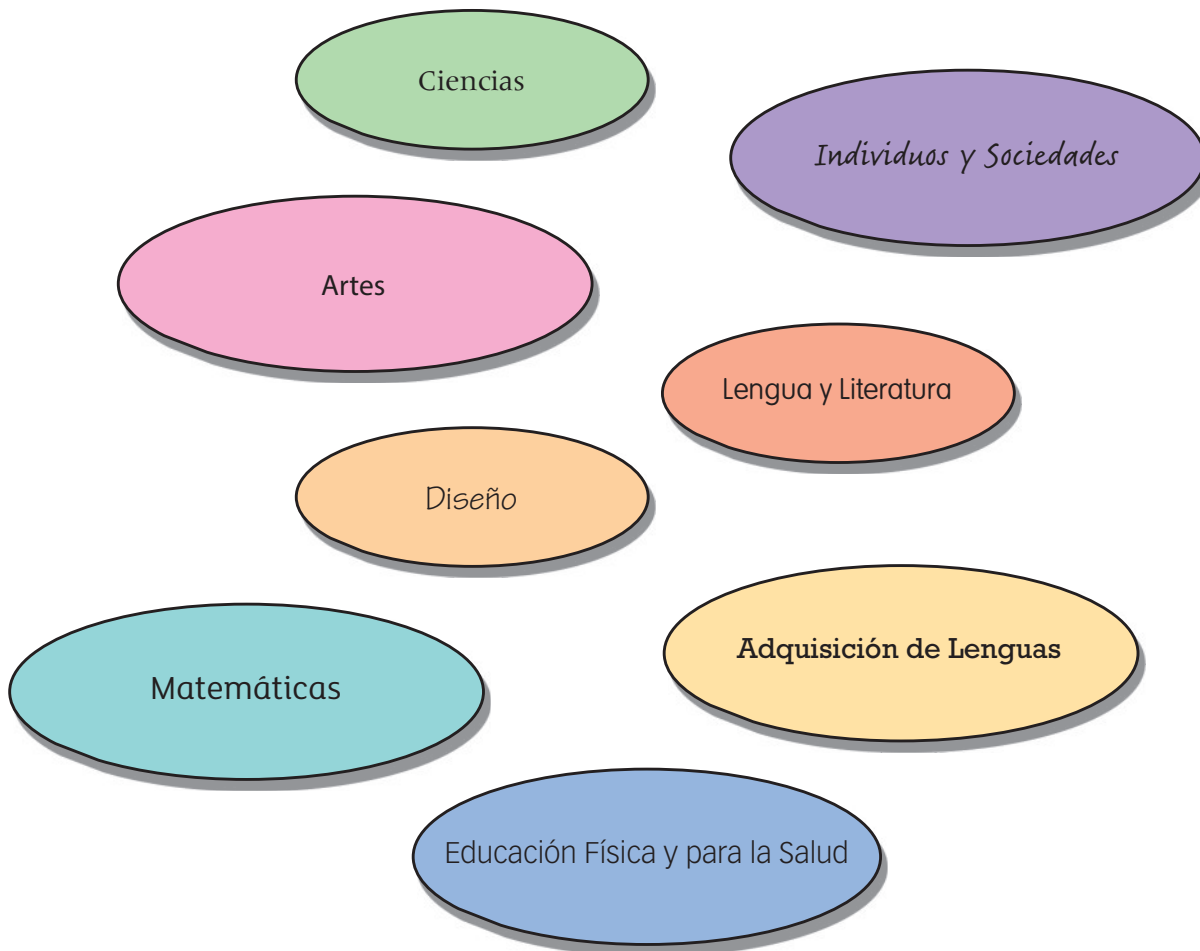 Ciencias
Individuos y Sociedades
Artes
Lengua y Literatura
Diseño
Adquisición de Lenguas
Matemáticas
Educación Física y para la Salud